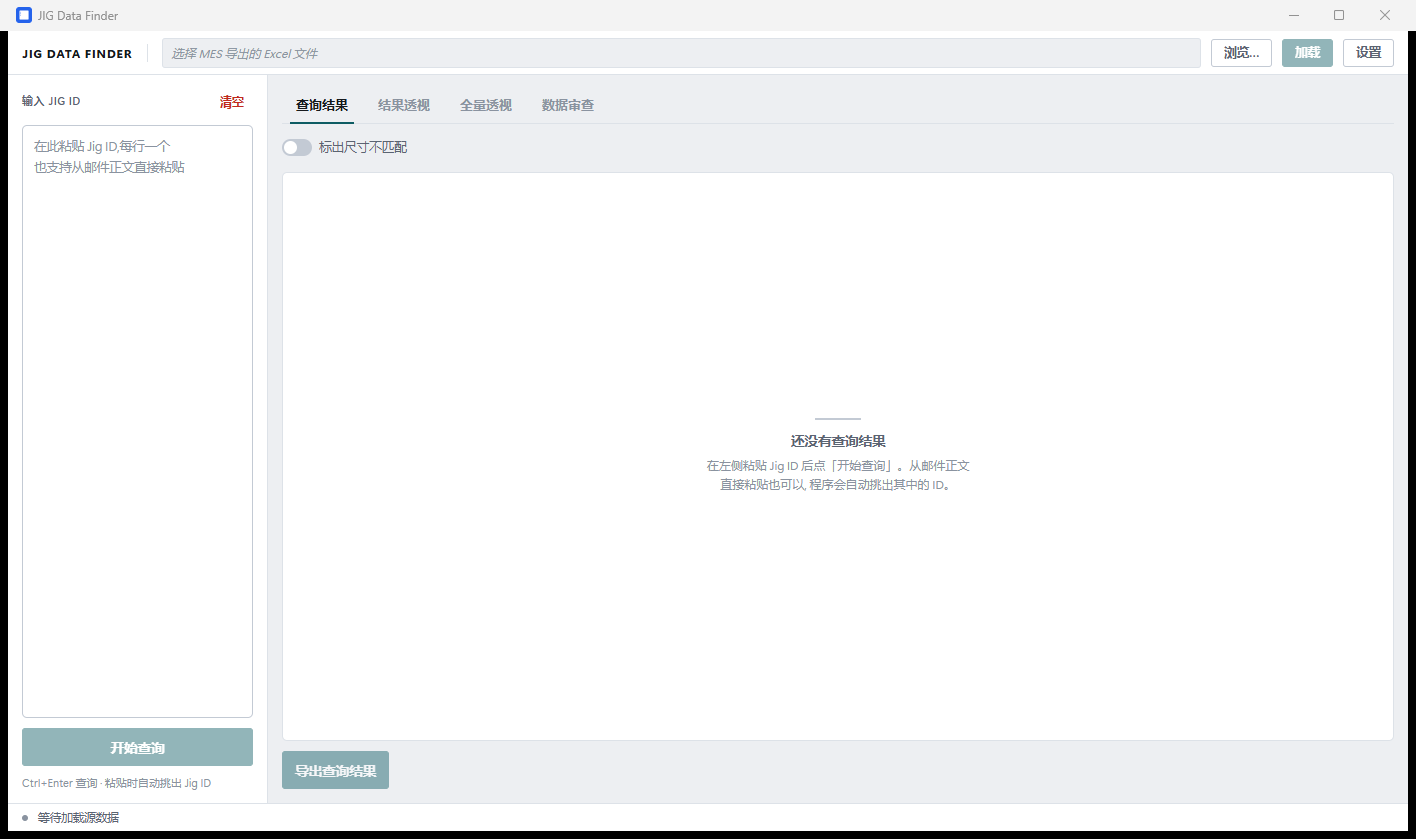 JIG Data Finder
JIG DATA FINDER
选择 MES 导出的 Excel 文件
浏览...
加载
设置
输入 JIG ID
清空
在此粘贴 Jig ID,每行一个
也支持从邮件正文直接粘贴
开始查询
Ctrl+Enter 查询 · 粘贴时自动挑出 Jig ID
查询结果
结果透视
全量透视
数据审查
标出尺寸不匹配
还没有查询结果
在左侧粘贴 Jig ID 后点「开始查询」。从邮件正文
直接粘贴也可以, 程序会自动挑出其中的 ID。
导出查询结果
等待加载源数据